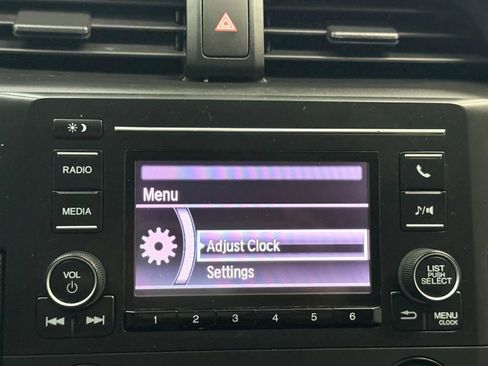 RADIO
MEDIA
VOL
Menu
Adjust Clock
Settings
LIST
PUSH
SELECT
MENU
CLOCK
1 2 3 4 5 6